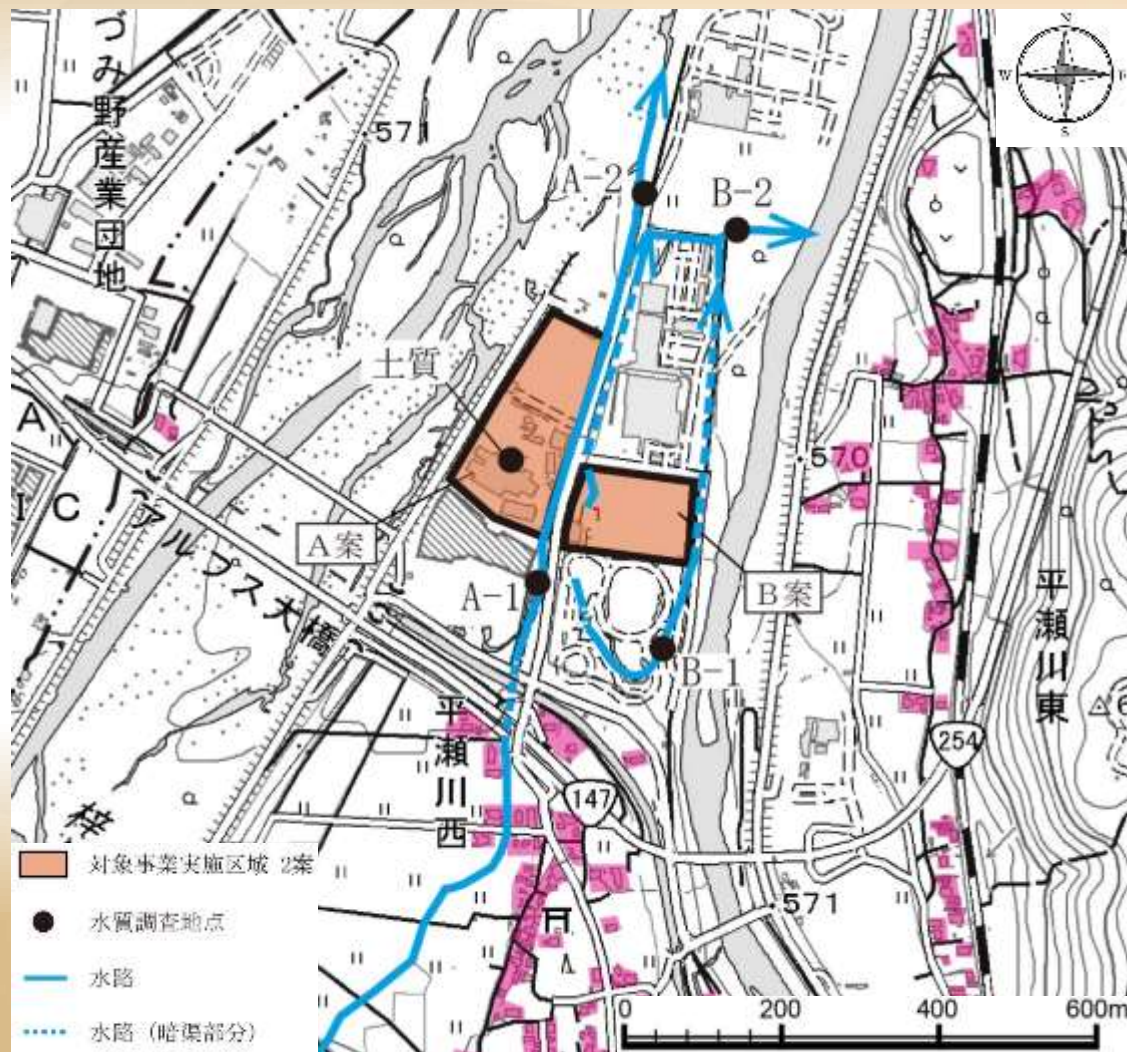 づみ野産業団地
571
N
W
E
S
A-2
B-2
土質
A案
570
A
IC
アルプス大橋
A-1
B案
B-1
平瀬川東
254
平瀬川西
147
梓
571
対象事業実施区域 2案
水質調査地点
水路
水路（暗渠部分）
0 200 400 600m